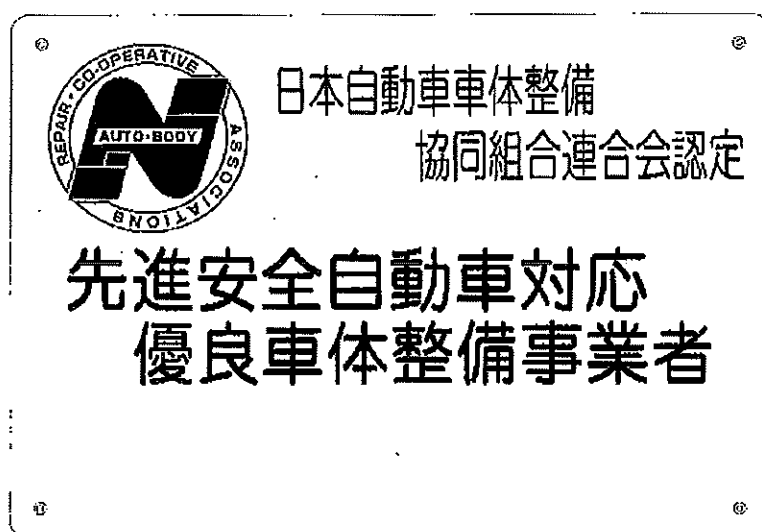 REPAIR・CO-OPERATIVE ASSOCIATIONS
AUTO・BODY
日本自動車車体整備
協同組合連合会認定
先進安全自動車対応
優良車体整備事業者